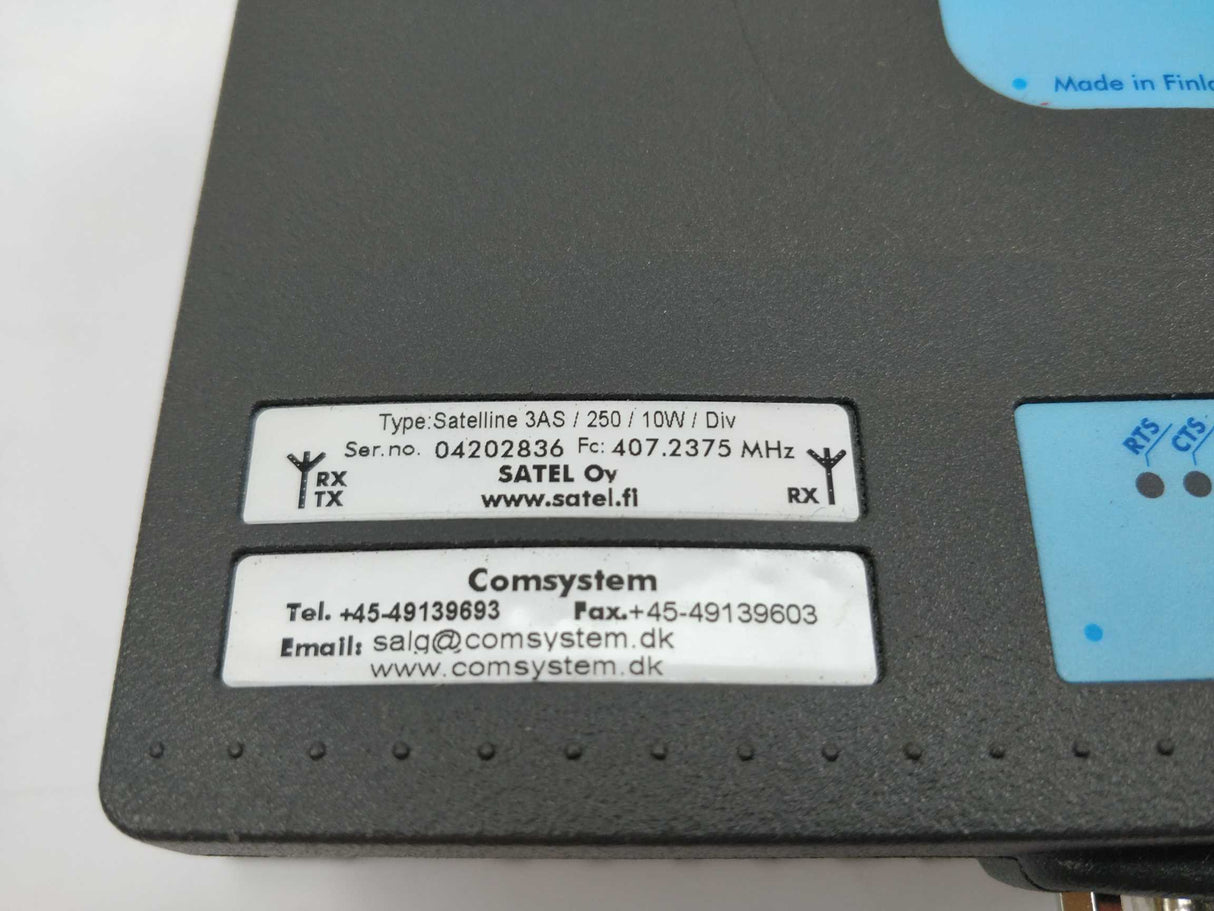 Made in Finla
Type:Satelline 3AS / 250 / 10W / Div
Ser.no. 04202836 Fc: 407.2375 MHz
RX
TX
SATEL Oy
www.satel.fi
RX
RTS
CTS
Comsystem
Tel. +45-49139693 Fax.+45-49139603
Email: salg@comsystem.dk
www.comsystem.dk